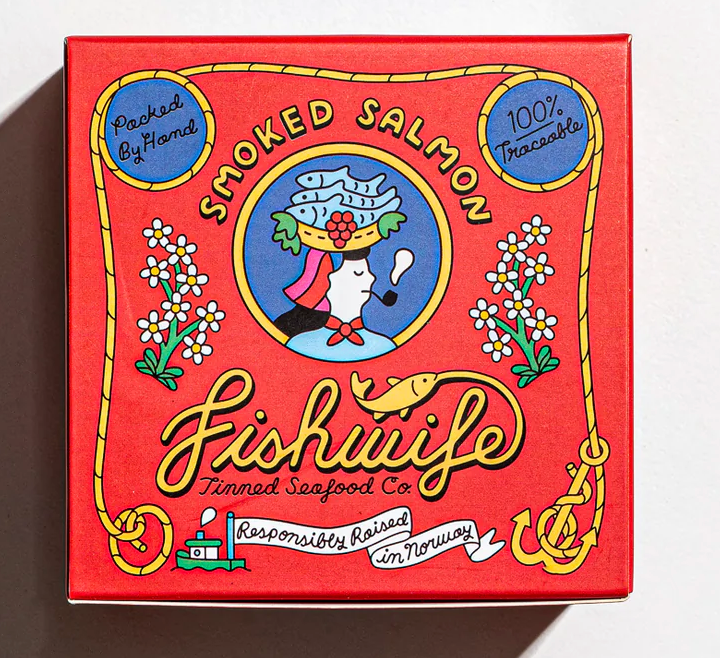 Packed
By Hand
100%
Traceable
SMOKED SALMON
Fishwife
Tinned Seafood Co.
Responsibly Raised
in Norway